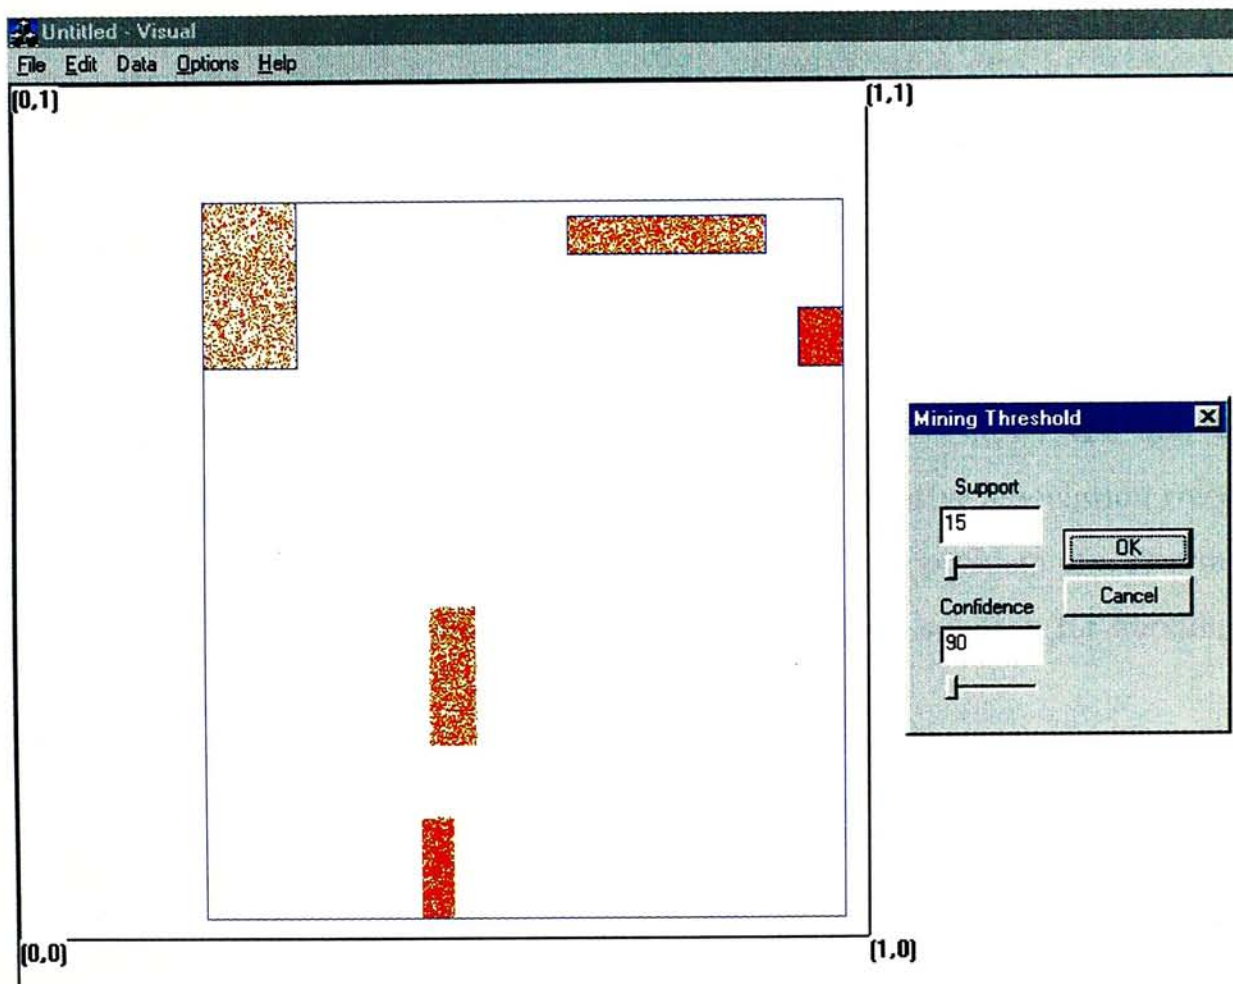 Untitled - Visual
File Edit Data Options Help
(0,1)
(1,1)
Mining Threshold
Support
15
OK
Cancel
Confidence
90
(0,0)
(1,0)